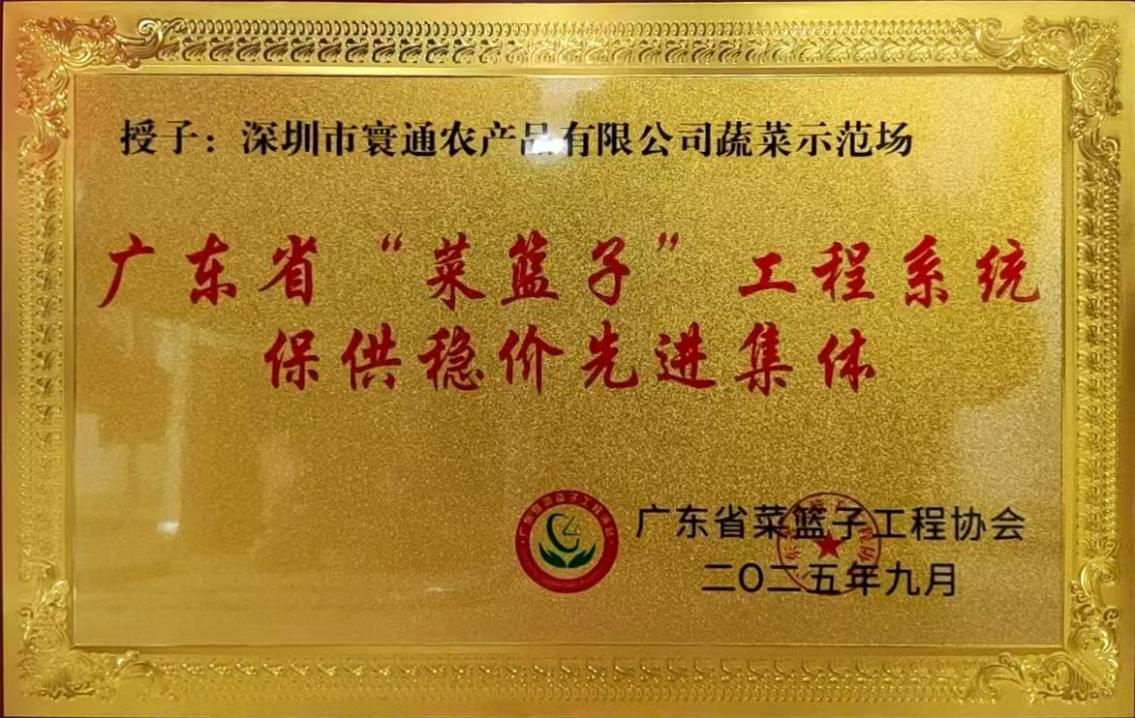 授予：深圳市寰通农产品有限公司蔬菜示范场
广东省“菜篮子”工程系统
保供稳价先进集体
广东省菜篮子工程协会
二〇二五年九月